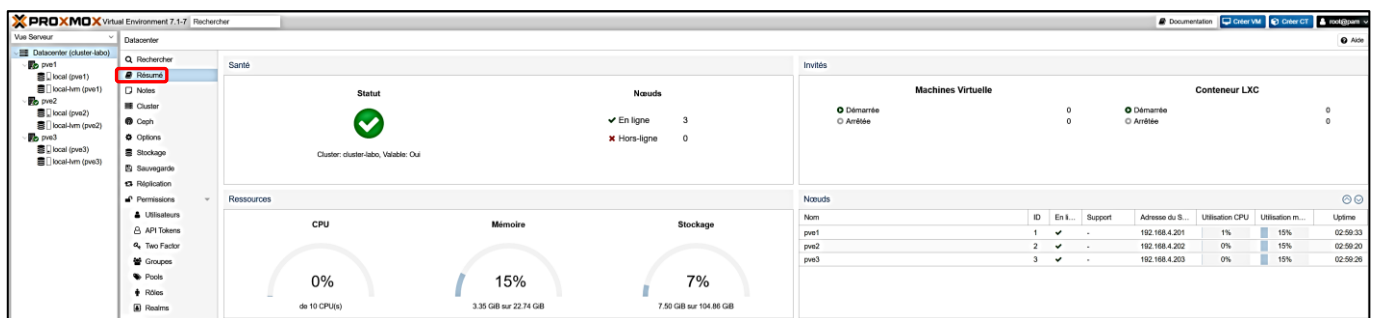 PROXMOX Virtual Environment 7.1-7 Rechercher Documentation Créer VM Créer CT root@pam
Vue Serveur
Datacenter (cluster-labo)
pve1
local (pve1)
local-lvm (pve1)
pve2
local (pve2)
local-lvm (pve2)
pve3
local (pve3)
local-lvm (pve3)
Datacenter Aide
Rechercher
Résumé
Notes
Cluster
Ceph
Options
Stockage
Sauvegarde
Réplication
Permissions
Utilisateurs
API Tokens
Two Factor
Groupes
Pools
Rôles
Realms
Santé
Statut Nœuds
En ligne 3
Hors-ligne 0
Cluster: cluster-labo, Valable: Oui
Invités
Machines Virtuelle Conteneur LXC
Démarrée 0 Démarrée 0
Arrêtée 0 Arrêtée 0
Ressources
CPU Mémoire Stockage
0% 15% 7%
de 10 CPU(s) 3.35 GiB sur 22.74 GiB 7.50 GiB sur 104.86 GiB
Nœuds
Nom ID En li... Support Adresse du S... Utilisation CPU Utilisation m... Uptime
pve1 1 - 192.168.4.201 1% 15% 02:59:33
pve2 2 - 192.168.4.202 0% 15% 02:59:20
pve3 3 - 192.168.4.203 0% 15% 02:59:26